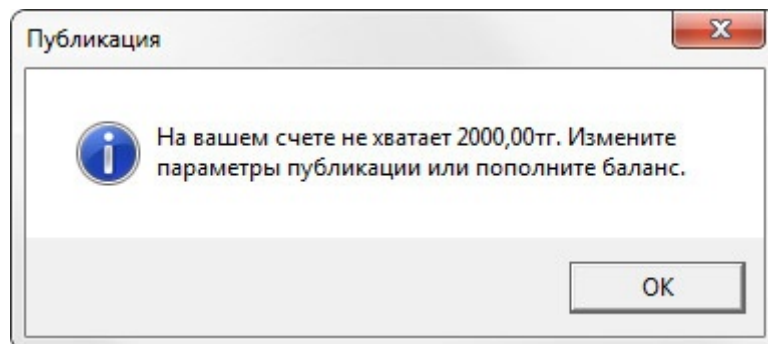 Публикация
На вашем счете не хватает 2000,00тг. Измените
параметры публикации или пополните баланс.
OK